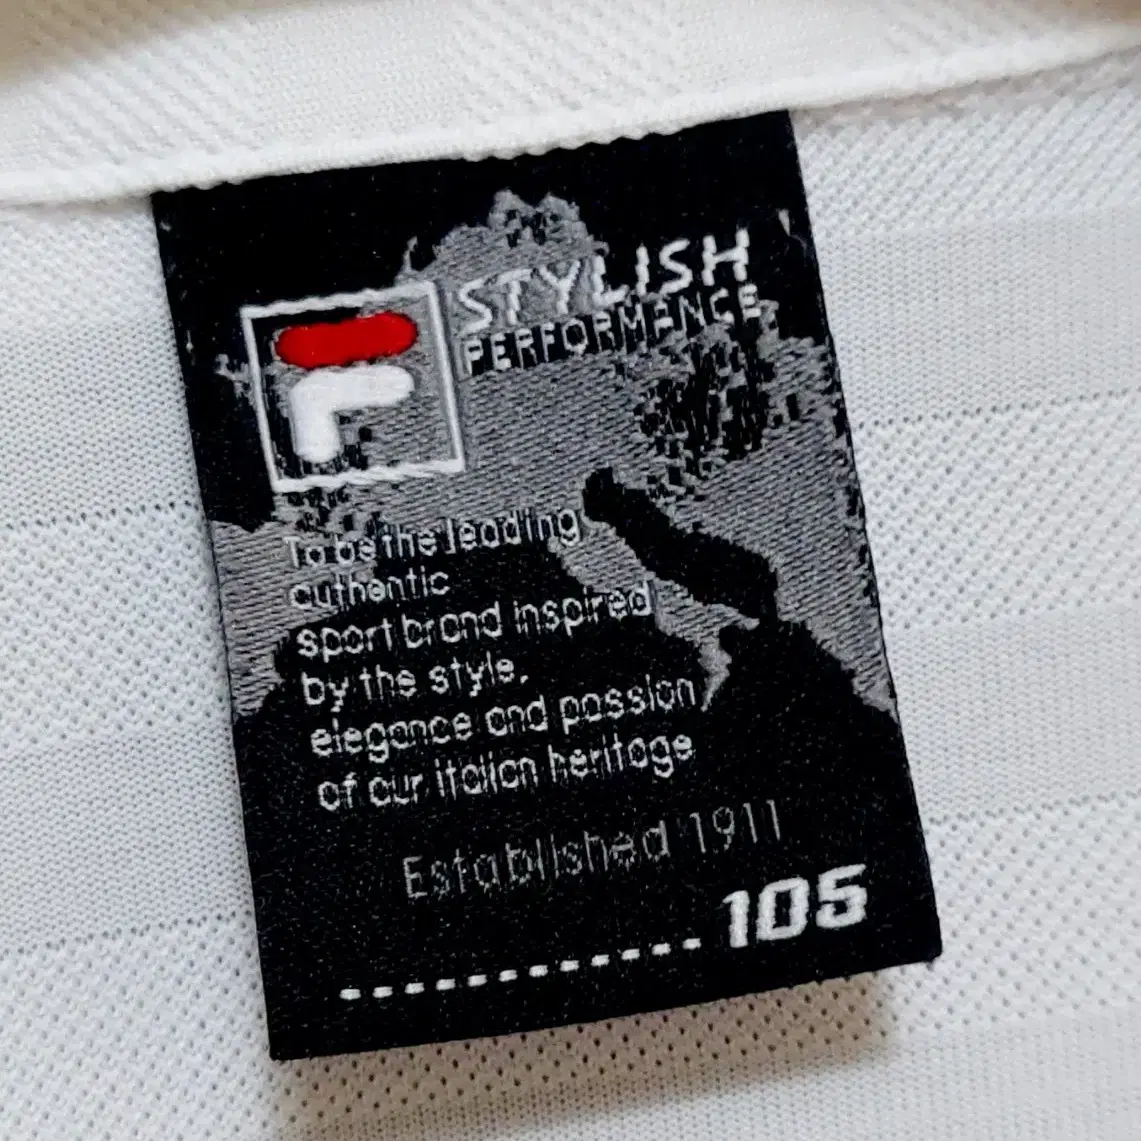 F
STYLISH
PERFORMANCE
To be the leading
authentic
sport brand inspired
by the style,
elegance and passion
of our italian heritage
Established 1911
105